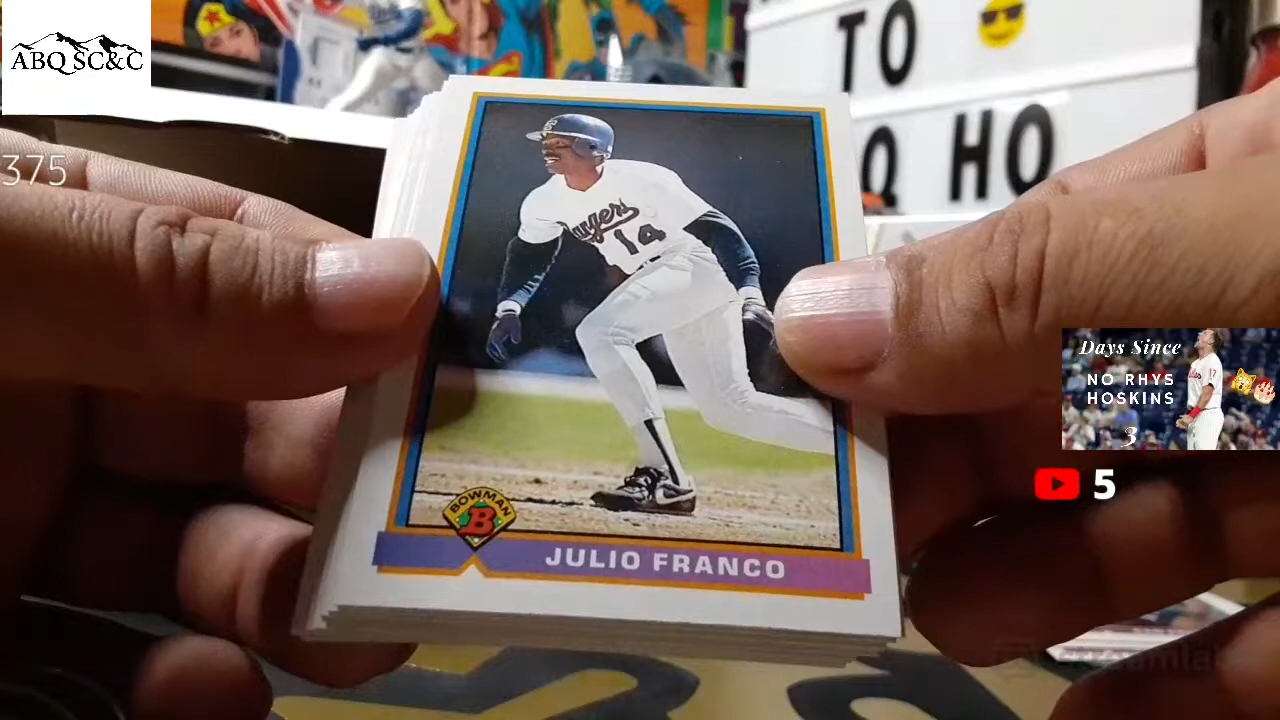 ABQ SC&C
TO
Q HO
375
Rangers
14
Days Since
NO RHYS
HOSKINS
3
5
BOWMAN
B
JULIO FRANCO